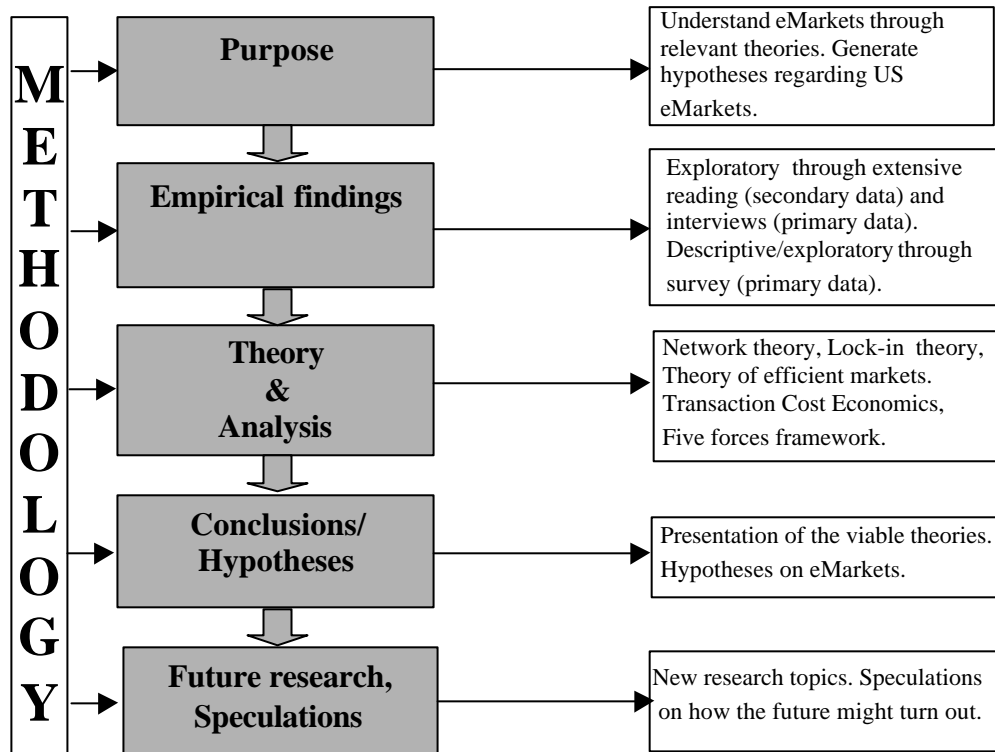 METHODOLOGY
Purpose
Understand eMarkets through
relevant theories. Generate
hypotheses regarding US
eMarkets.
Empirical findings
Exploratory through extensive
reading (secondary data) and
interviews (primary data).
Descriptive/exploratory through
survey (primary data).
Theory
&
Analysis
Network theory, Lock-in theory,
Theory of efficient markets.
Transaction Cost Economics,
Five forces framework.
Conclusions/
Hypotheses
Presentation of the viable theories.
Hypotheses on eMarkets.
Future research,
Speculations
New research topics. Speculations
on how the future might turn out.